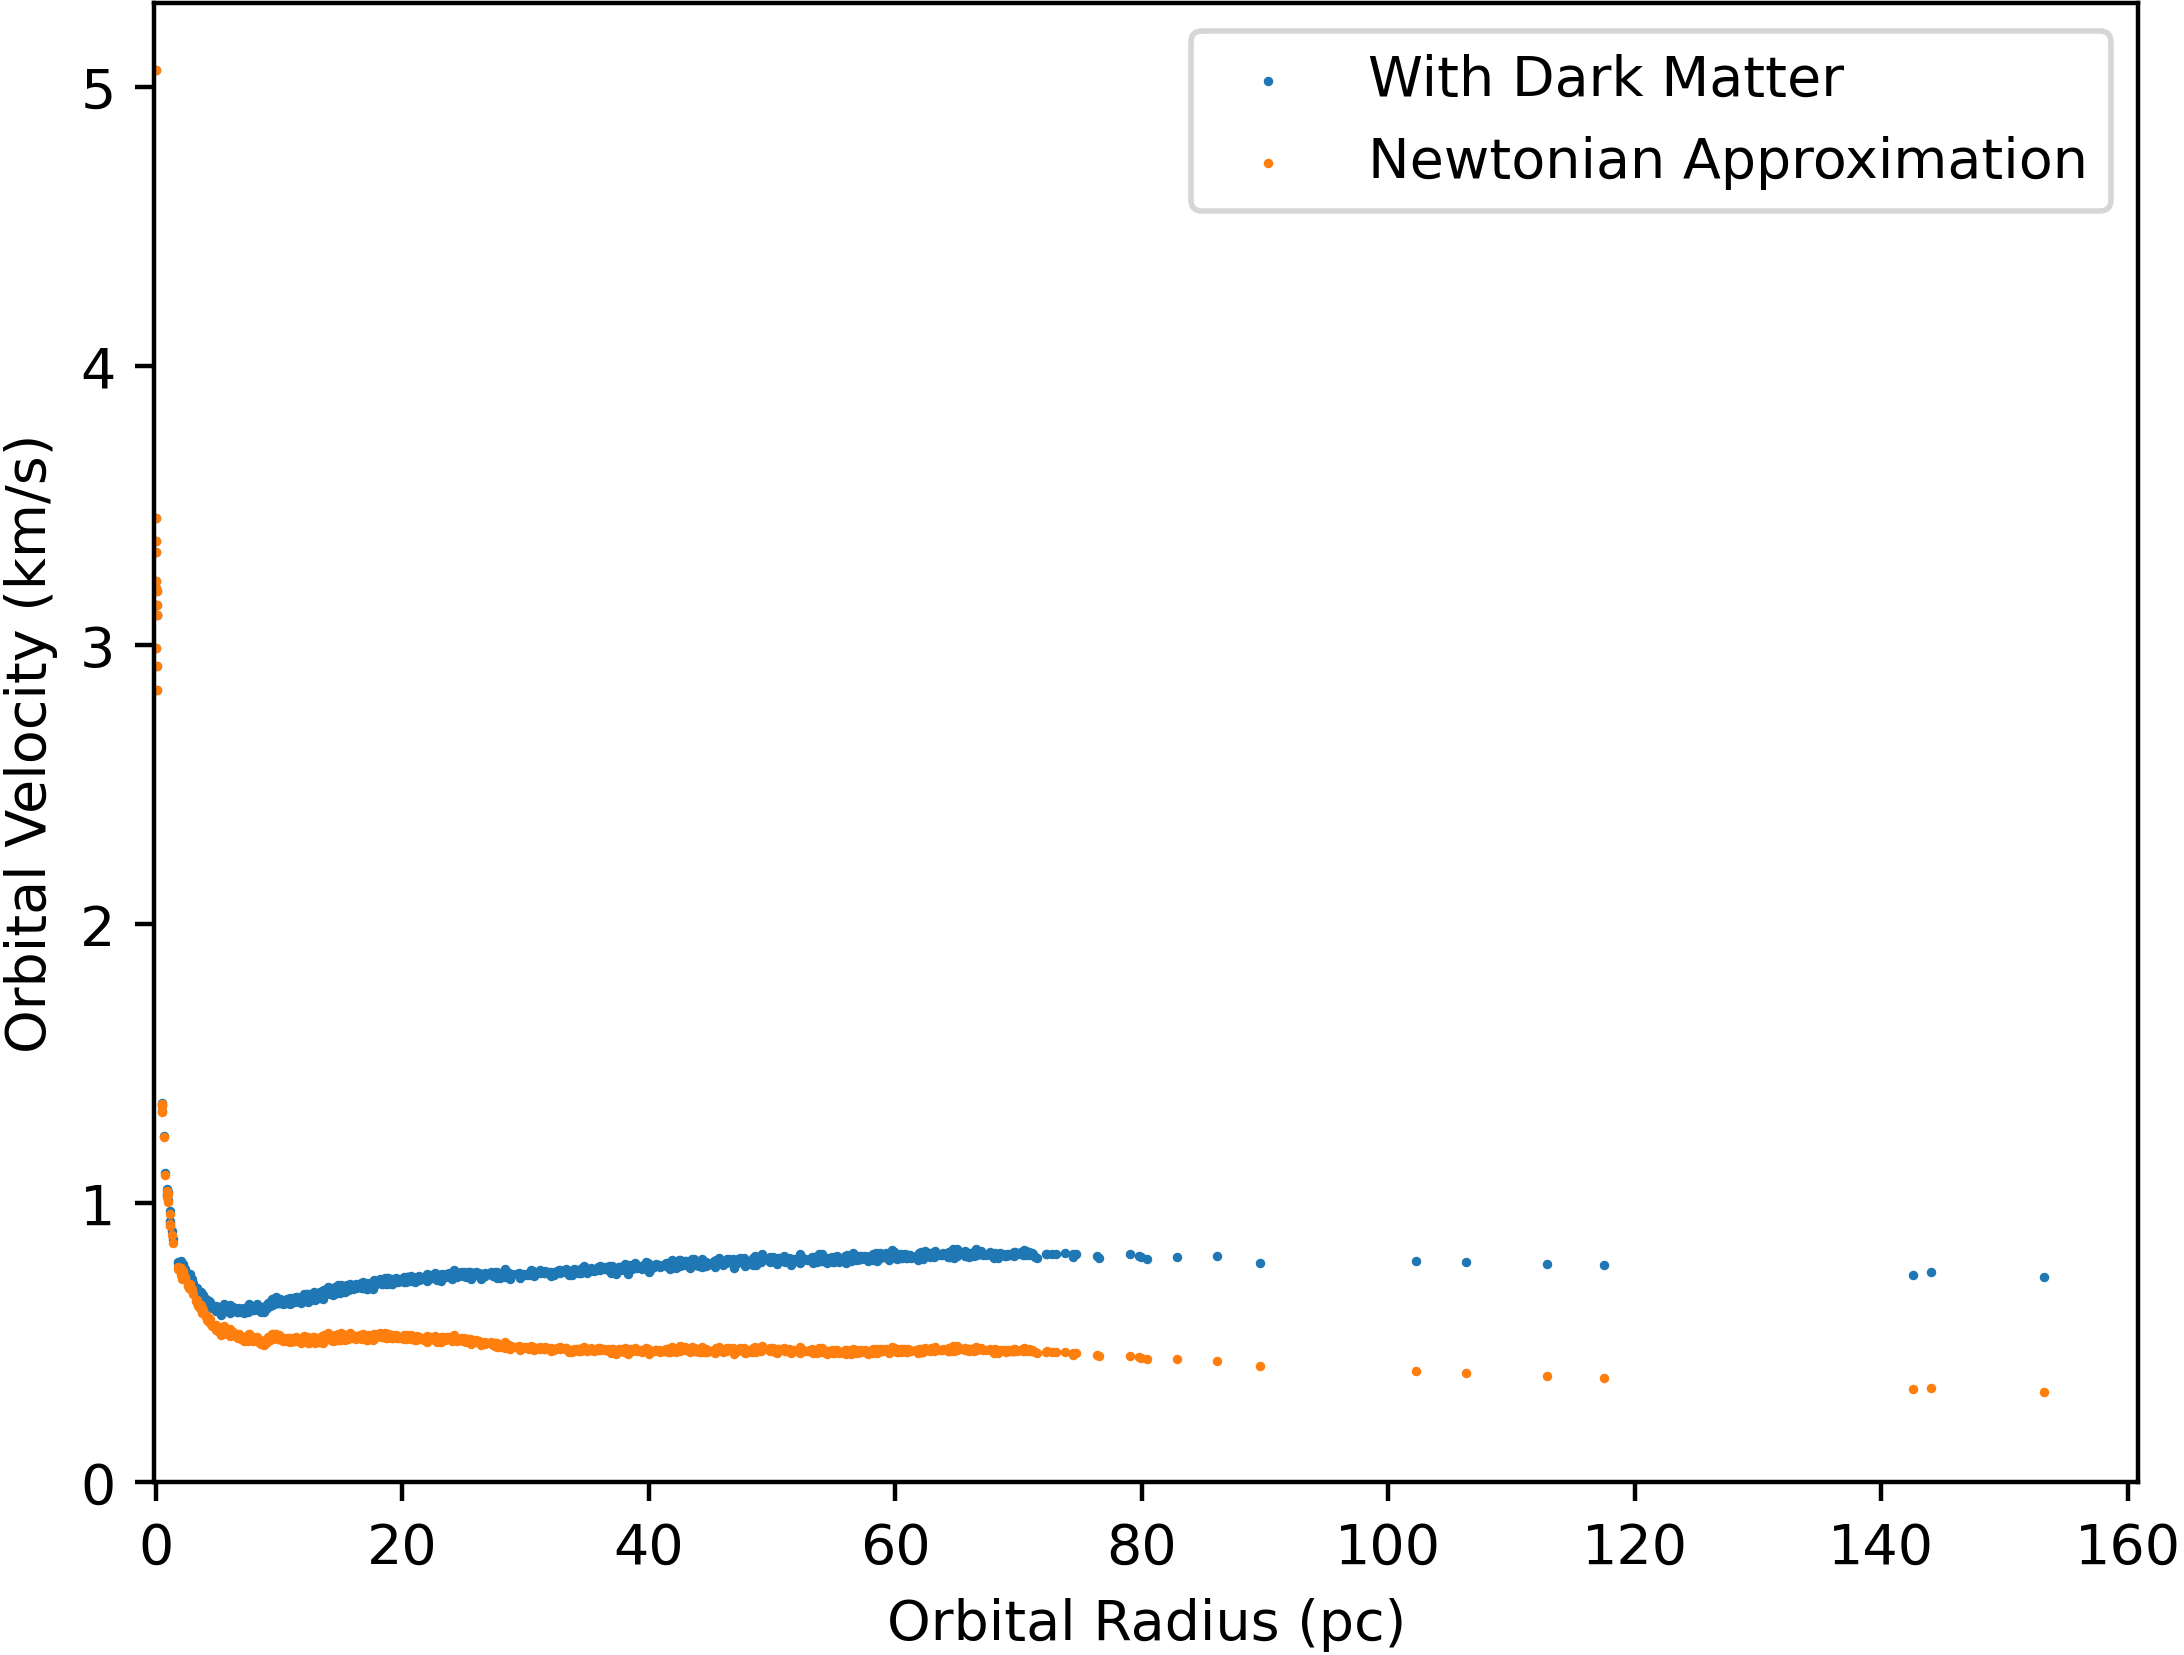 With Dark Matter
Newtonian Approximation
Orbital Velocity (km/s)
5
4
3
2
1
0
0 20 40 60 80 100 120 140 160
Orbital Radius (pc)